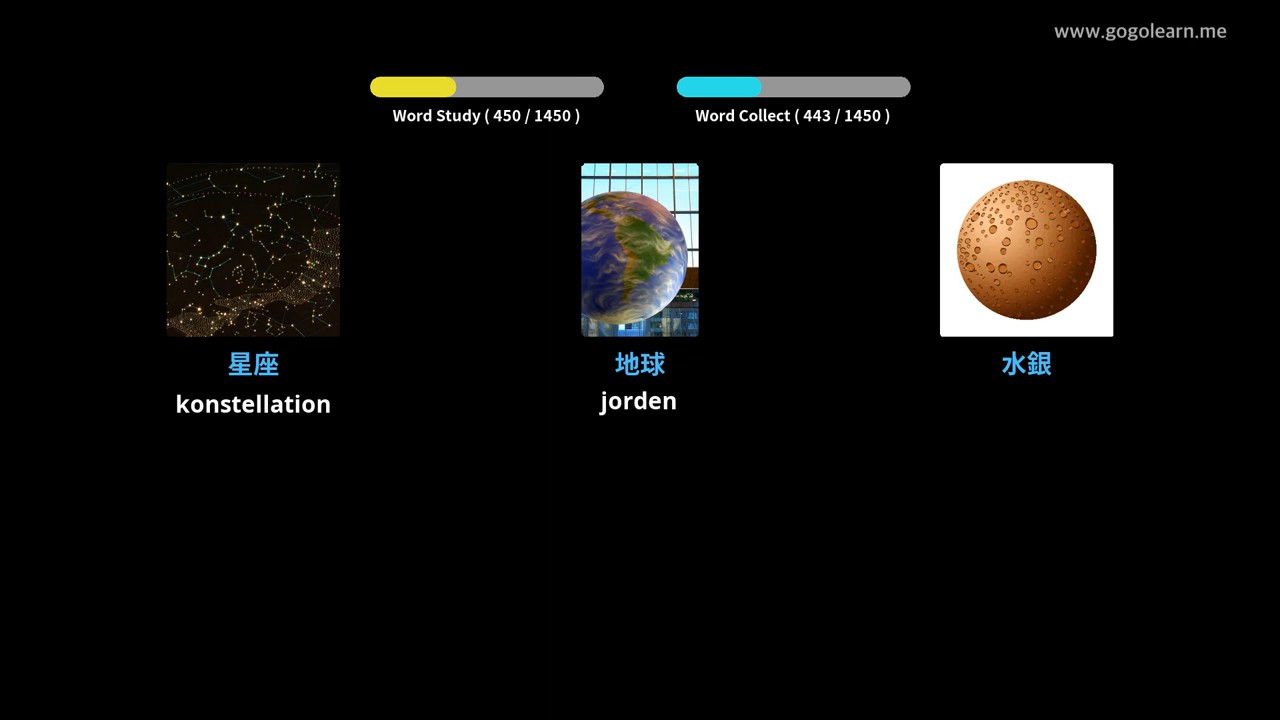 www.gogolearn.me
Word Study ( 450 / 1450 )
Word Collect ( 443 / 1450 )
星座
地球
水銀
konstellation
jorden